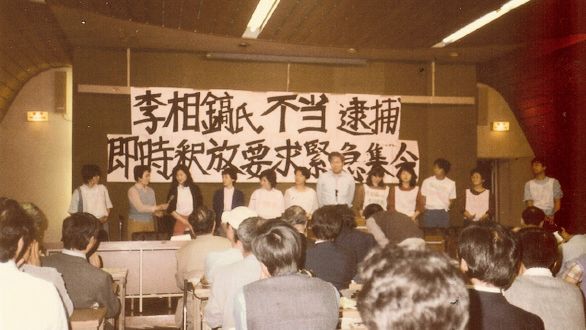 李相鎬氏 不当 逮捕
即時釈放要求緊急集会